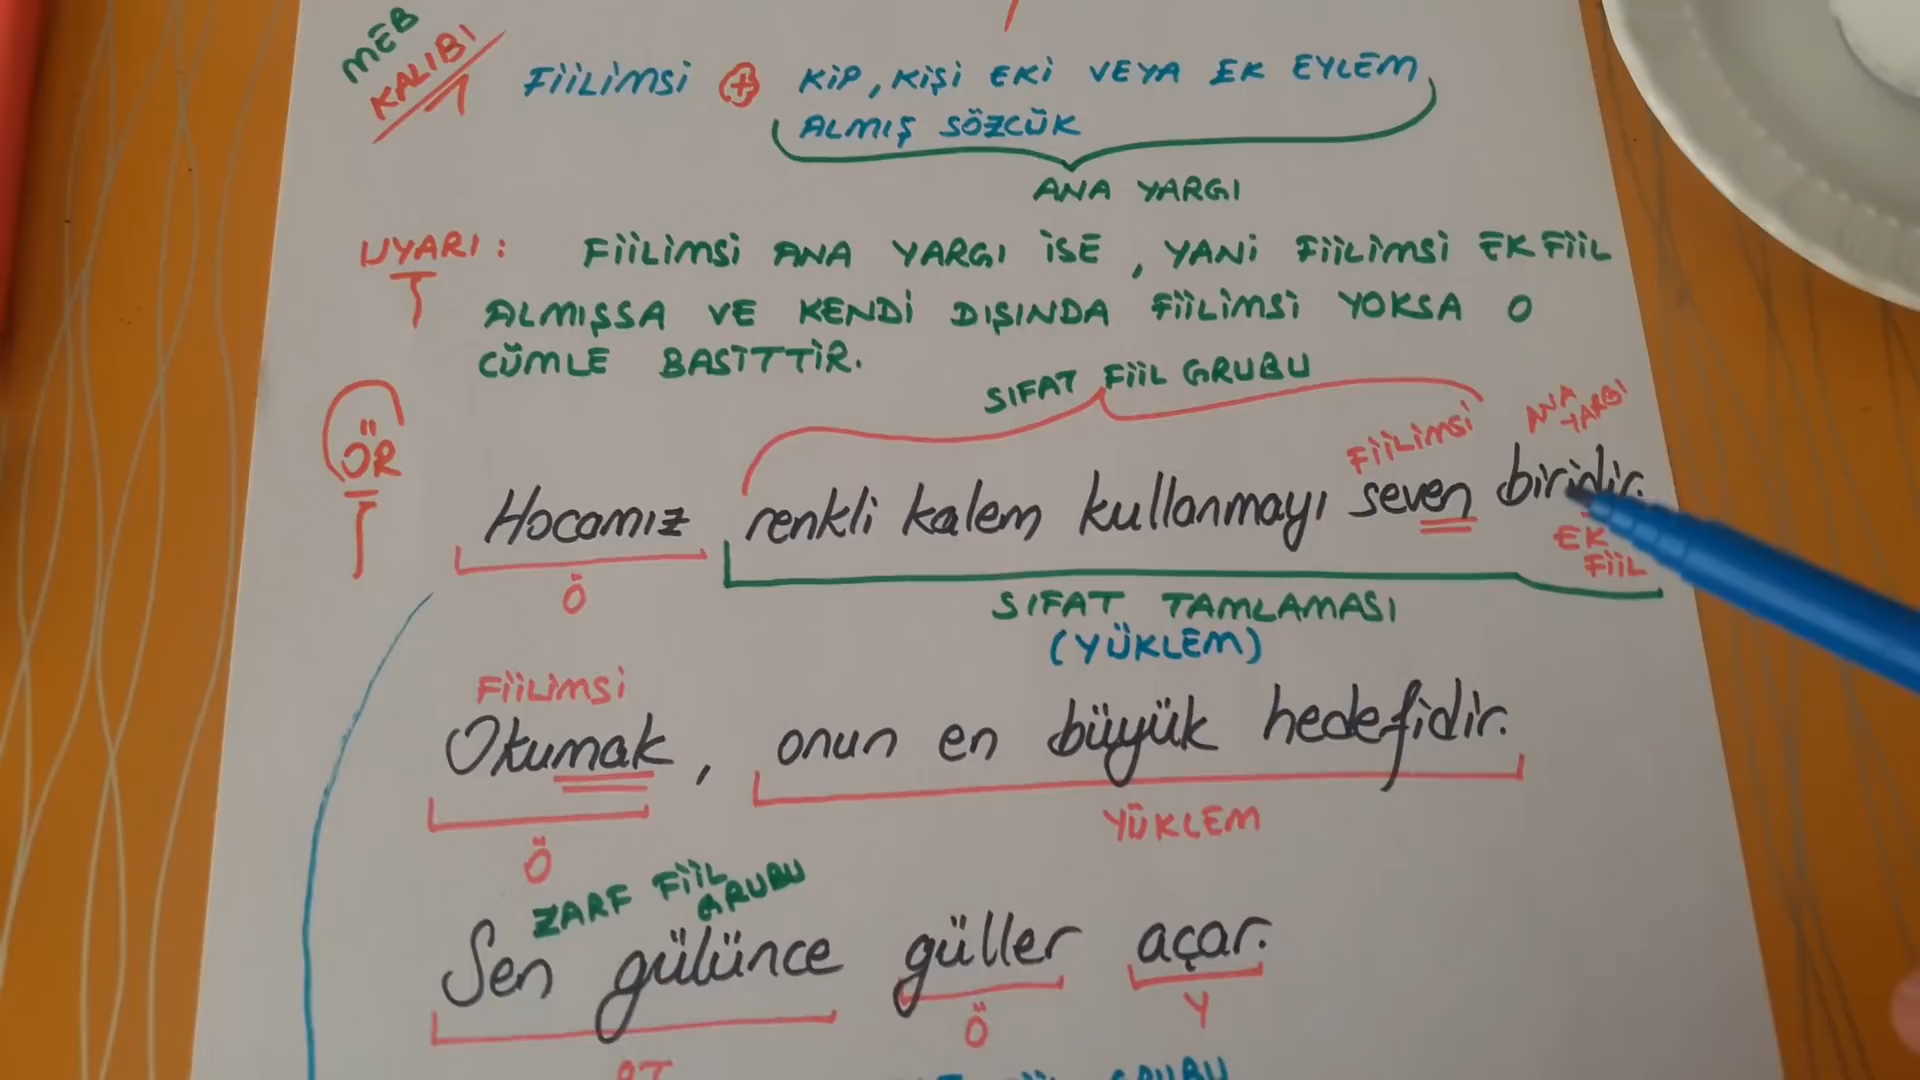 MEB
KALIBI
FİİLİMSİ + KİP, KİŞİ EKİ VEYA EK EYLEM
ALMIŞ SÖZCÜK
ANA YARGI
UYARI: FİİLİMSİ ANA YARGI İSE, YANİ FİİLİMSİ EK FİİL
ALMIŞSA VE KENDİ DIŞINDA FİİLİMSİ YOKSA O
CÜMLE BASİTTİR.
SIFAT FİİL GRUBU
ÖR
FİİLİMSİ
ANA
YARGI
Hocamız renkli kalem kullanmayı seven biridir.
EK
FİİL
Ö
SIFAT TAMLAMASI
(YÜKLEM)
FİİLİMSİ
Okumak, onun en büyük hedefidir.
Ö
YÜKLEM
ZARF FİİL
GRUBU
Sen gülünce güller açar.
Ö
Y